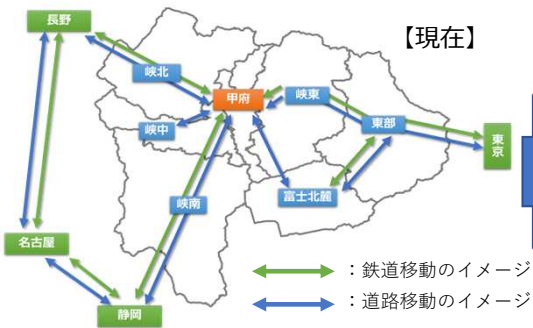 長野
【現在】
峡北
甲府
峡東
峡中
東部
東京
峡南
富士北麓
名古屋
静岡
：鉄道移動のイメージ
：道路移動のイメージ